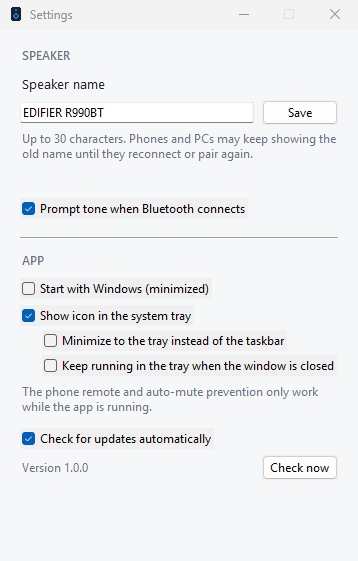 Settings
SPEAKER
Speaker name
EDIFIER R990BT
Save
Up to 30 characters. Phones and PCs may keep showing the
old name until they reconnect or pair again.
Prompt tone when Bluetooth connects
APP
Start with Windows (minimized)
Show icon in the system tray
Minimize to the tray instead of the taskbar
Keep running in the tray when the window is closed
The phone remote and auto-mute prevention only work
while the app is running.
Check for updates automatically
Version 1.0.0
Check now